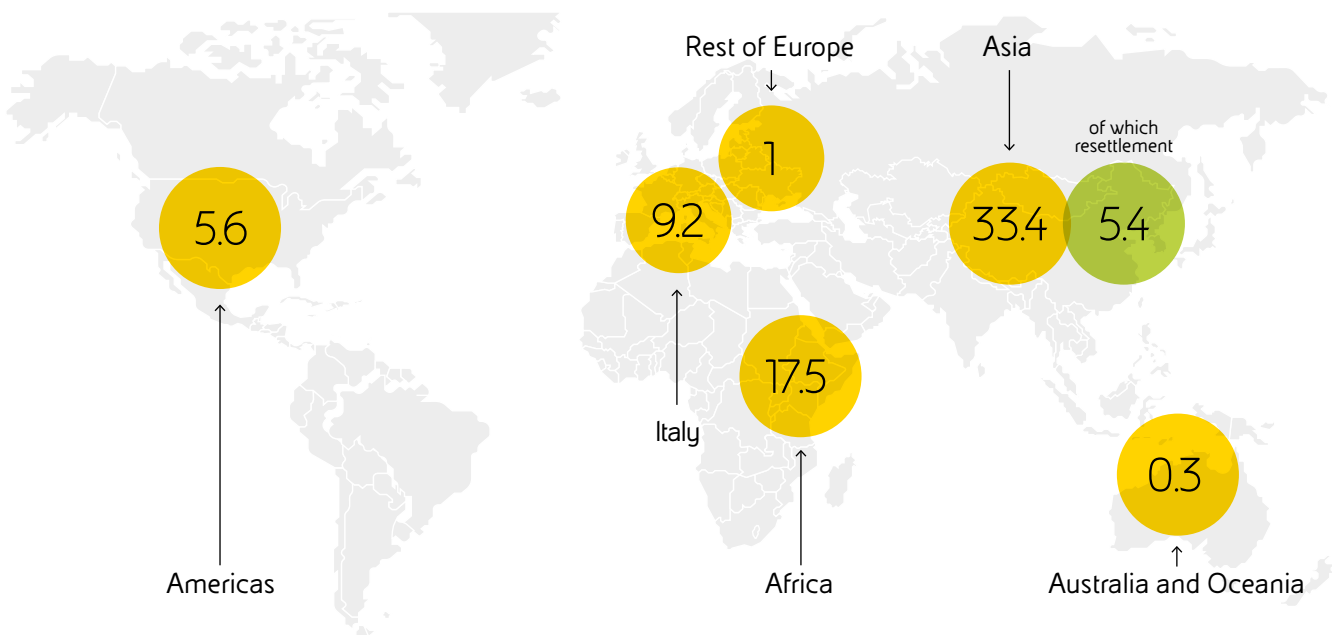 Rest of Europe
Asia
of which
resettlement
1
5.6
9.2
33.4
5.4
17.5
Italy
0.3
Americas
Africa
Australia and Oceania